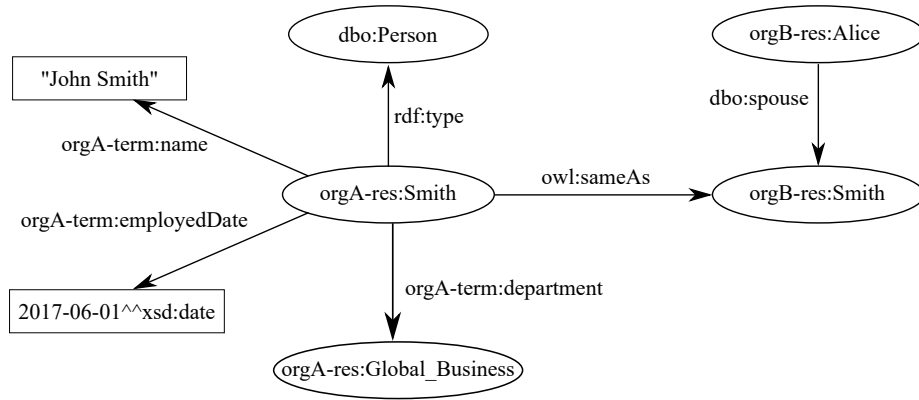 dbo:Person
orgB-res:Alice
"John Smith"
dbo:spouse
rdf:type
orgA-term:name
owl:sameAs
orgA-res:Smith
orgB-res:Smith
orgA-term:employedDate
orgA-term:department
2017-06-01^^xsd:date
orgA-res:Global_Business